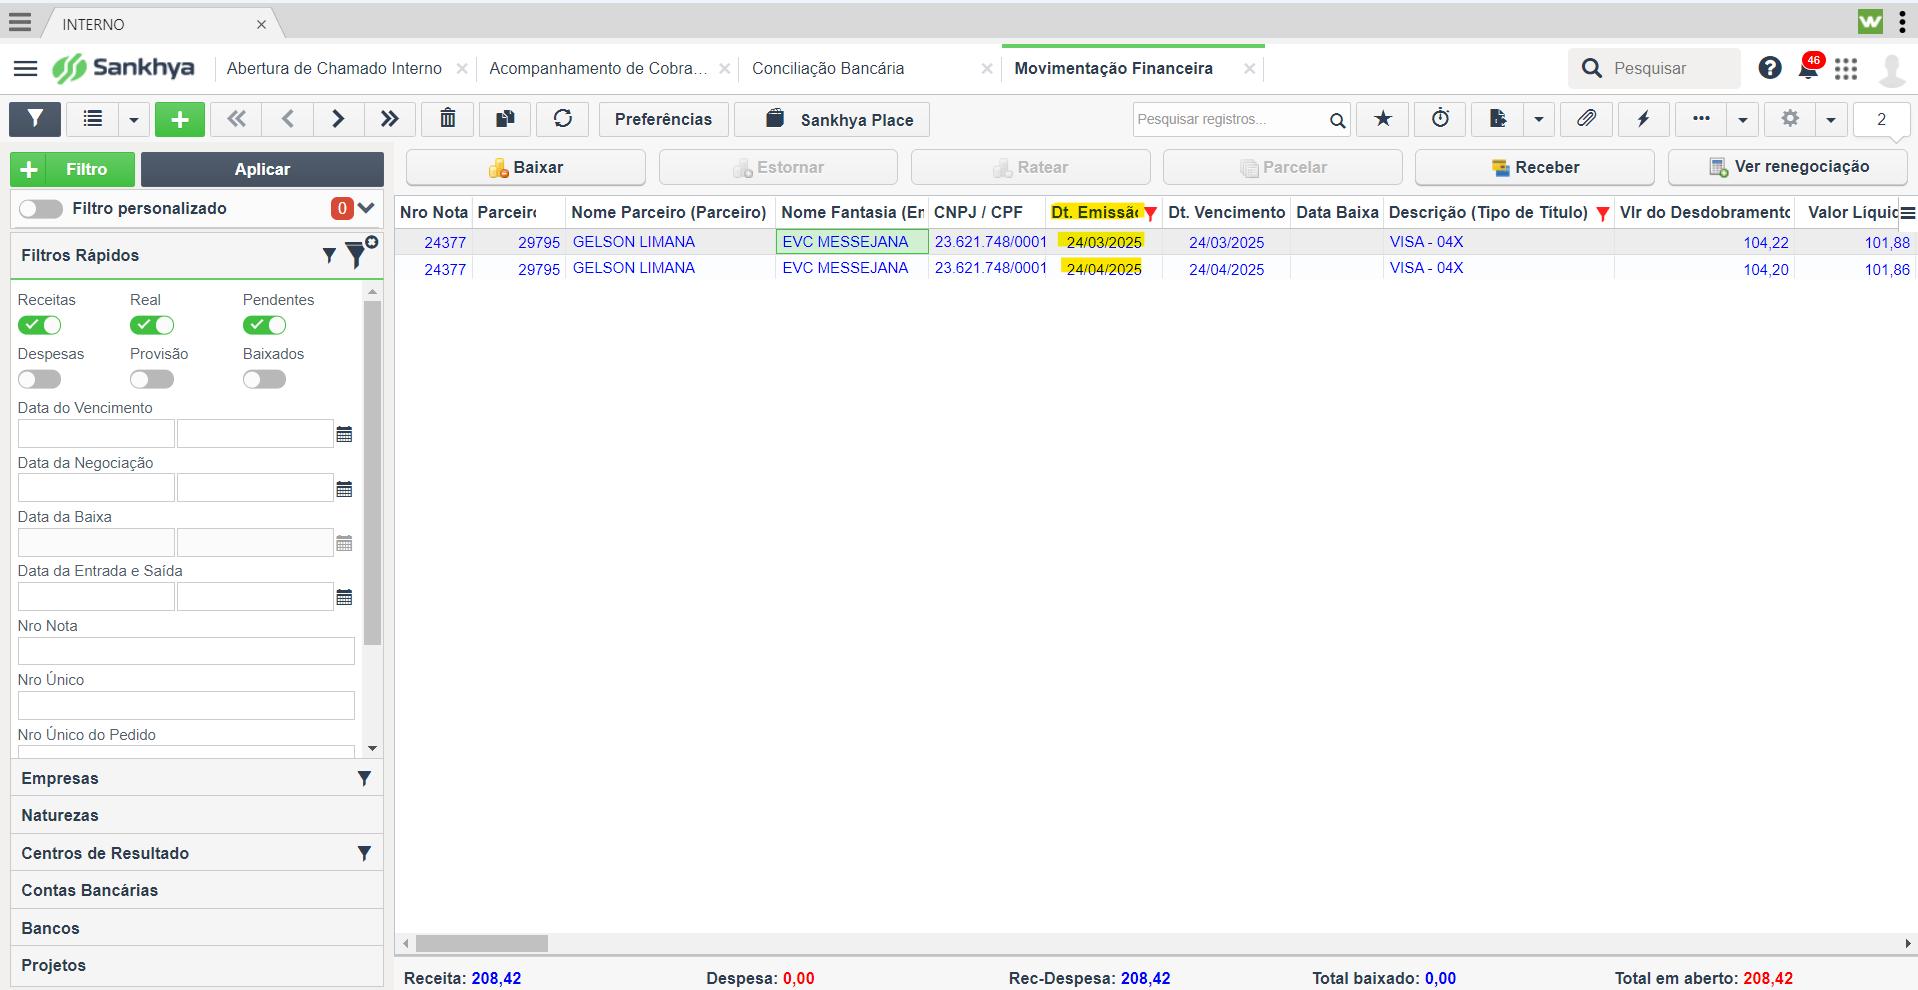 INTERNO
Sankhya
Abertura de Chamado Interno
Acompanhamento de Cobra...
Conciliação Bancária
Movimentação Financeira
Pesquisar
46
Preferências
Sankhya Place
Pesquisar registros...
2
Filtro
Aplicar
Baixar
Estornar
Ratear
Parcelar
Receber
Ver renegociação
Filtro personalizado
0
Filtros Rápidos
Receitas Real Pendentes
Despesas Provisão Baixados
Data do Vencimento
Data da Negociação
Data da Baixa
Data da Entrada e Saída
Nro Nota
Nro Único
Nro Único do Pedido
Empresas
Naturezas
Centros de Resultado
Contas Bancárias
Bancos
Projetos
Nro Nota Parceir Nome Parceiro (Parceiro) Nome Fantasia (En CNPJ / CPF Dt. Emissã Dt. Vencimento Data Baixa Descrição (Tipo de Título) Vlr do Desdobrament Valor Líquid
24377 29795 GELSON LIMANA EVC MESSEJANA 23.621.748/0001 24/03/2025 24/03/2025 VISA - 04X 104,22 101,88
24377 29795 GELSON LIMANA EVC MESSEJANA 23.621.748/0001 24/04/2025 24/04/2025 VISA - 04X 104,20 101,86
Receita: 208,42 Despesa: 0,00 Rec-Despesa: 208,42 Total baixado: 0,00 Total em aberto: 208,42